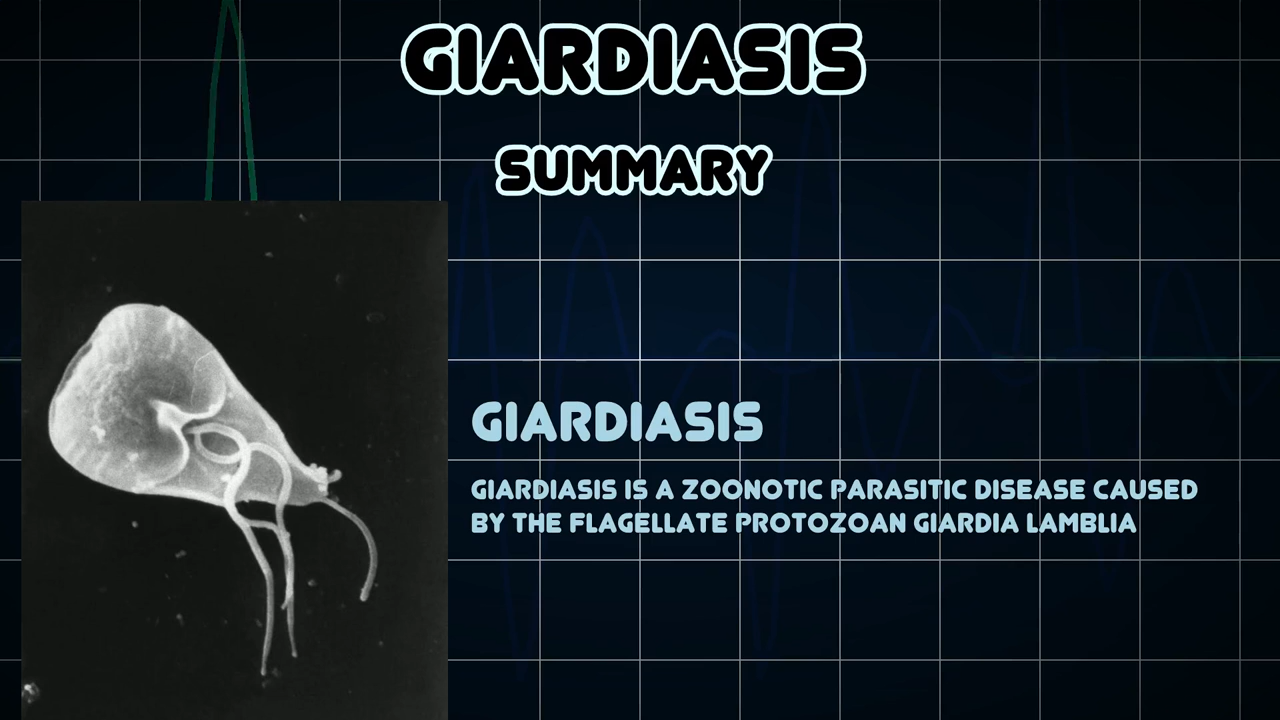 GIARDIASIS
SUMMARY
GIARDIASIS
GIARDIASIS IS A ZOONOTIC PARASITIC DISEASE CAUSED
BY THE FLAGELLATE PROTOZOAN GIARDIA LAMBLIA